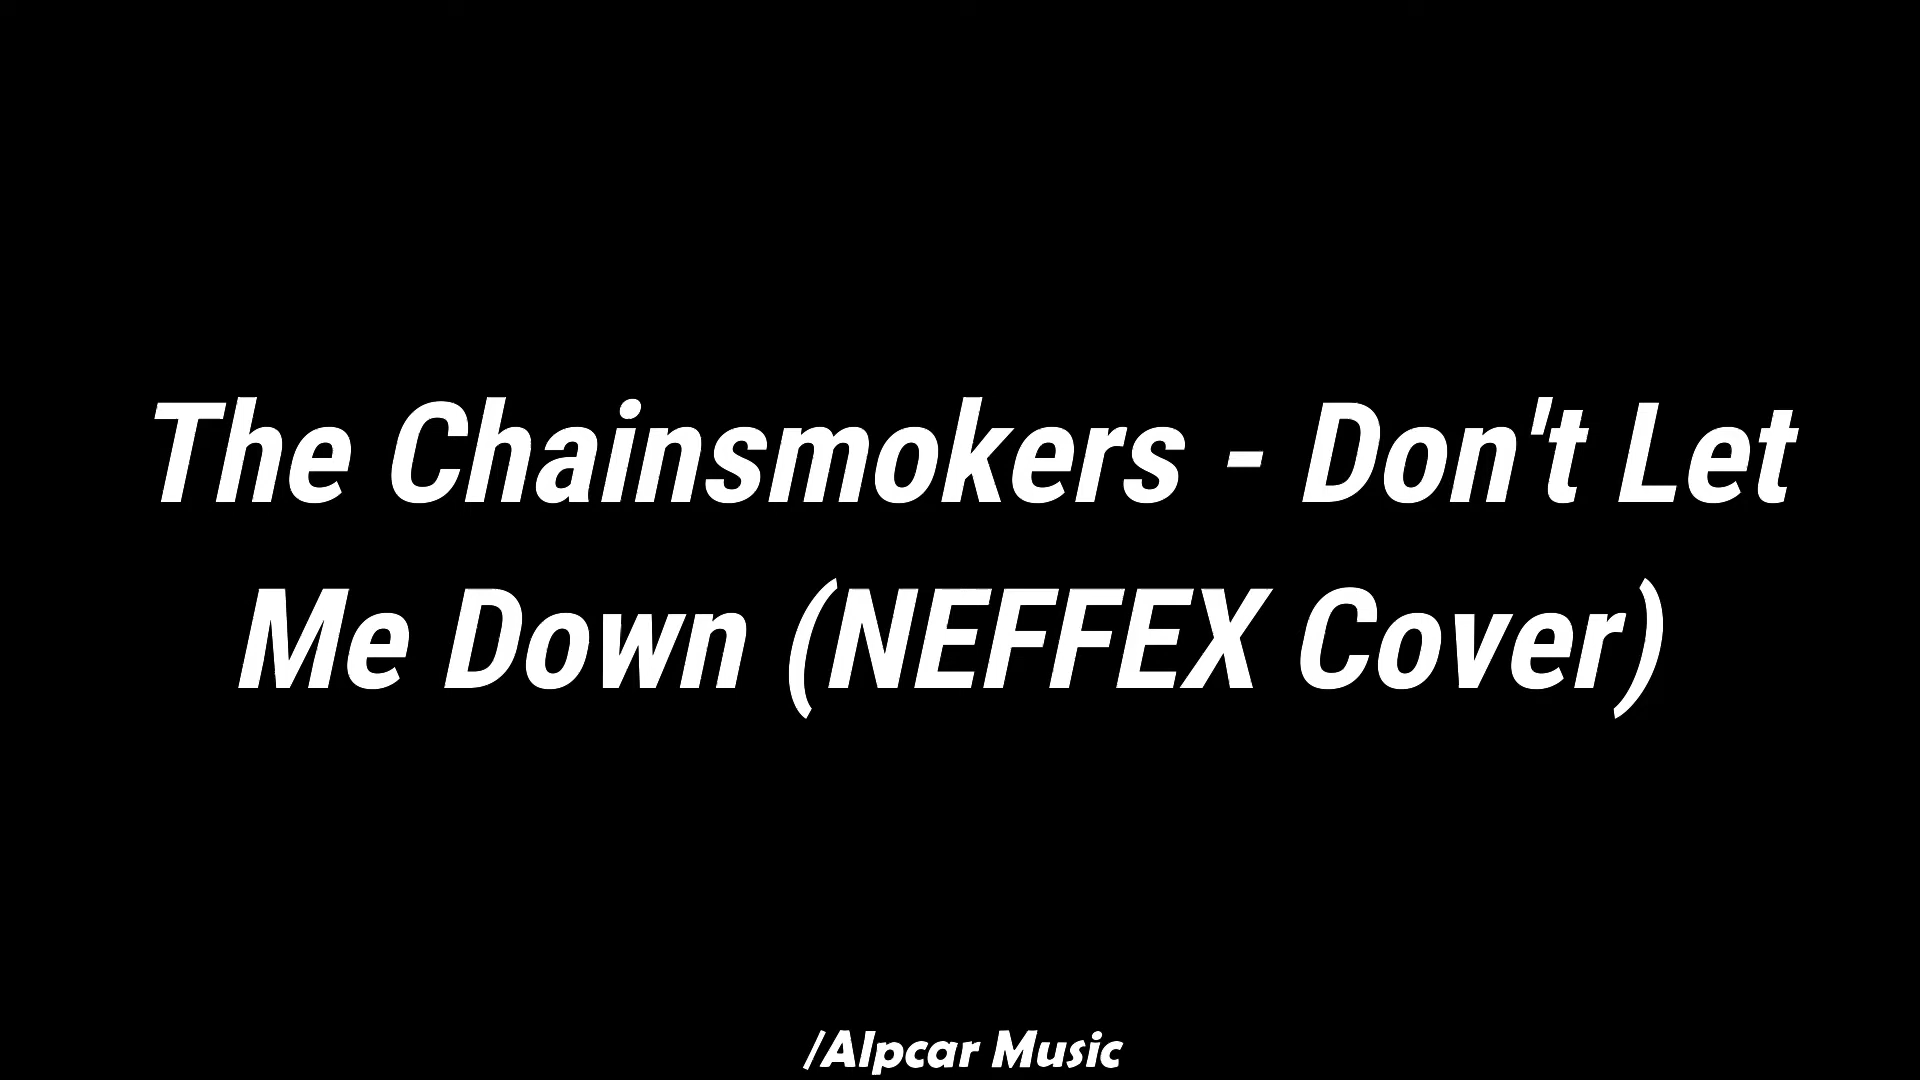 The Chainsmokers - Don't Let
Me Down (NEFFEX Cover)
/Alpcar Music